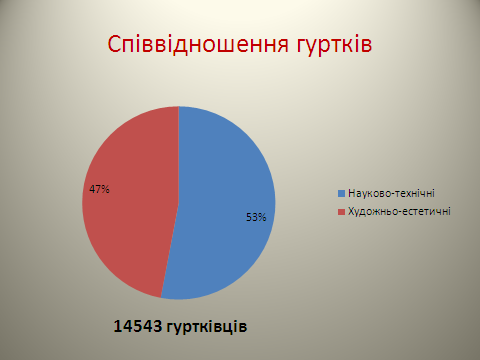 Співвідношення гуртків
47%
53%
Науково-технічні
Художньо-естетичні
14543 гуртківців